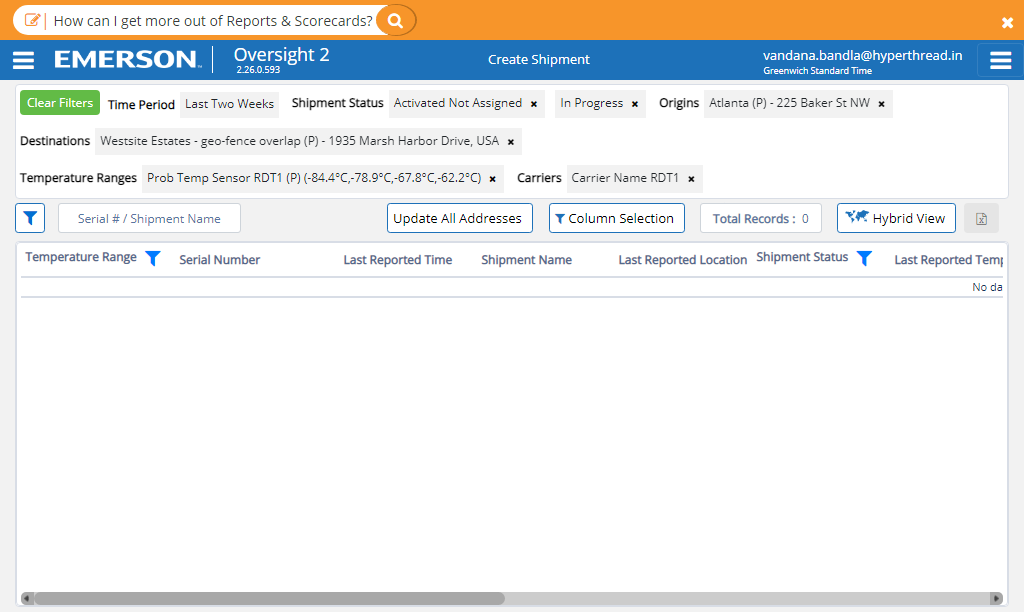 How can I get more out of Reports & Scorecards?
EMERSON™ Oversight 2 2.26.0.593 Create Shipment vandana.bandla@hyperthread.in Greenwich Standard Time
Clear Filters Time Period Last Two Weeks Shipment Status Activated Not Assigned × In Progress × Origins Atlanta (P) - 225 Baker St NW ×
Destinations Westsite Estates - geo-fence overlap (P) - 1935 Marsh Harbor Drive, USA ×
Temperature Ranges Prob Temp Sensor RDT1 (P) (-84.4°C,-78.9°C,-67.8°C,-62.2°C) × Carriers Carrier Name RDT1 ×
Serial # / Shipment Name Update All Addresses Column Selection Total Records : 0 Hybrid View
Temperature Range Serial Number Last Reported Time Shipment Name Last Reported Location Shipment Status Last Reported Temp
No da